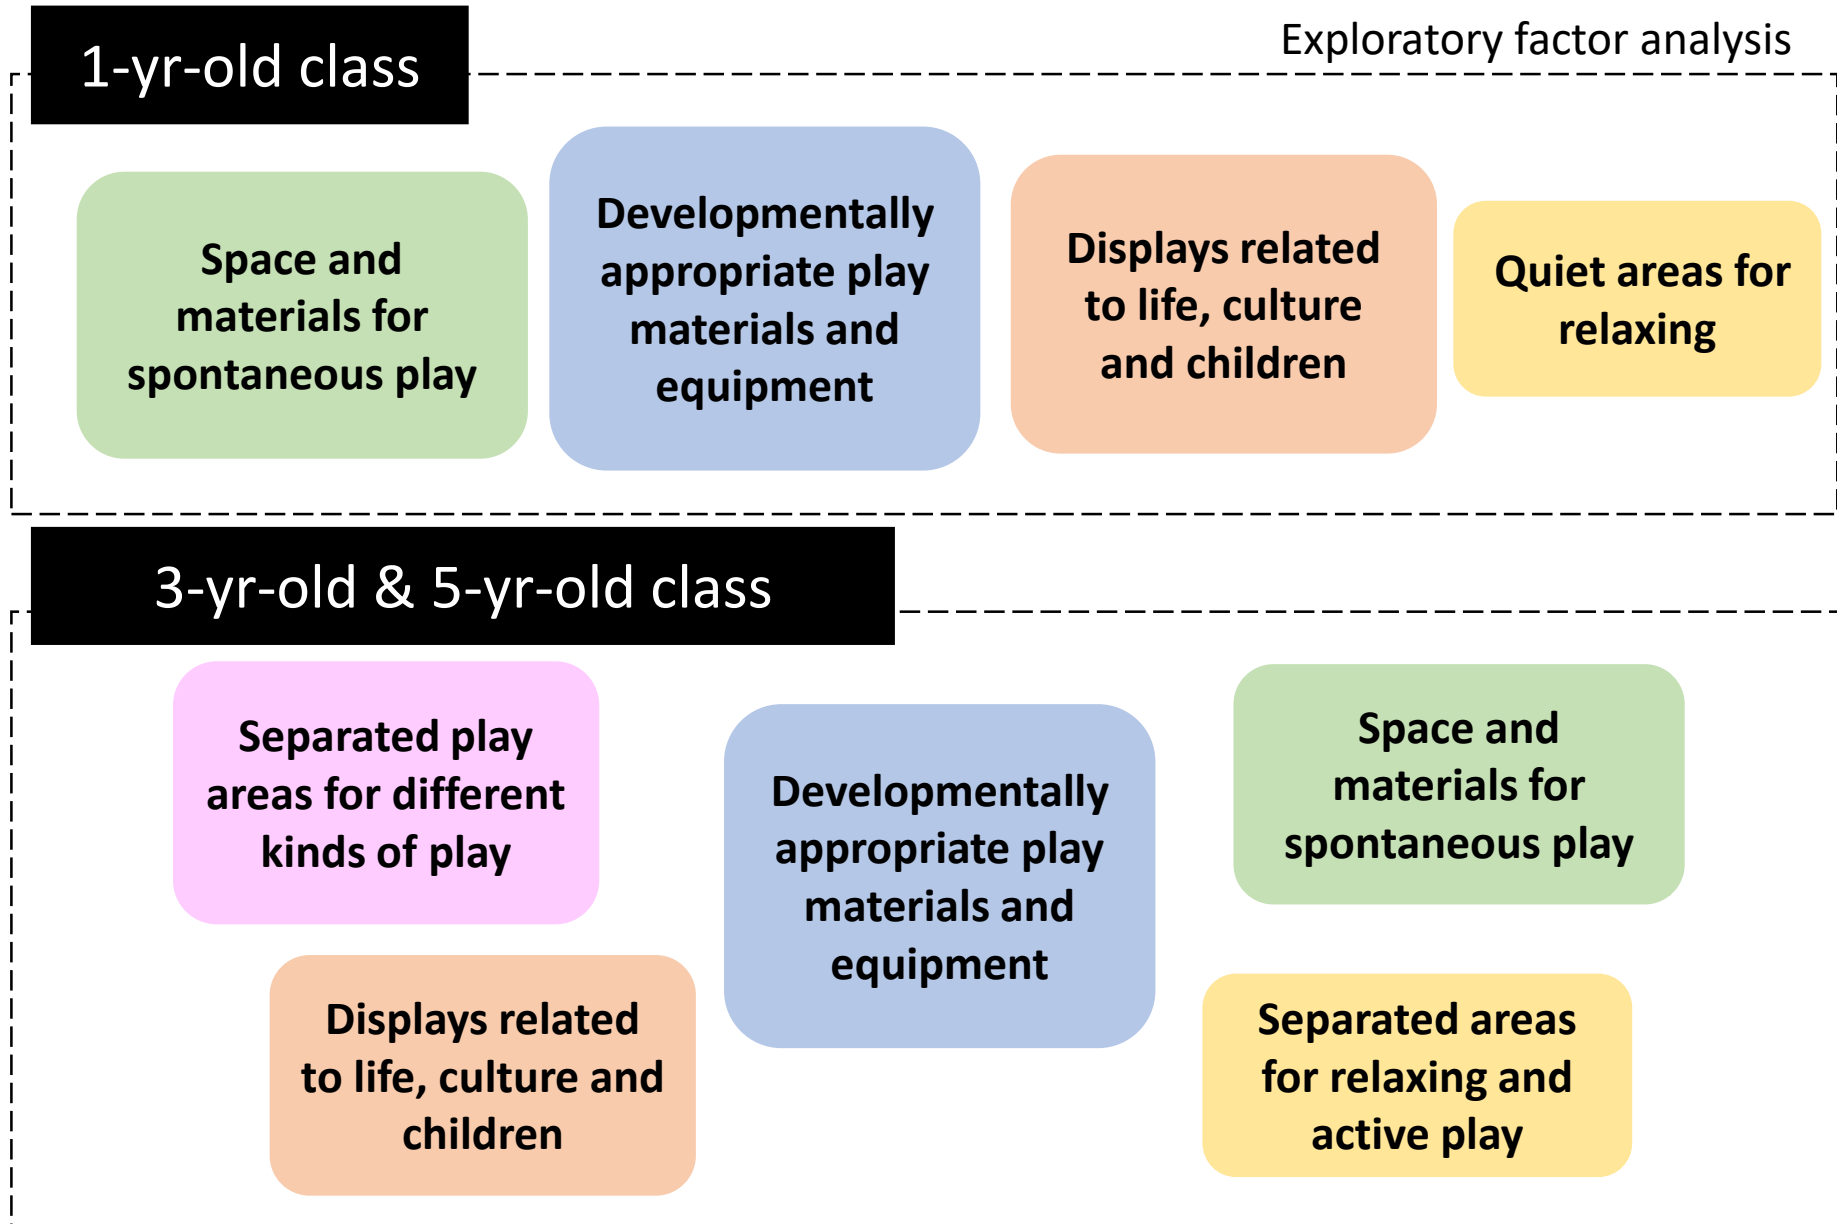 1-yr-old class
Exploratory factor analysis
Space and
materials for
spontaneous play
Developmentally
appropriate play
materials and
equipment
Displays related
to life, culture
and children
Quiet areas for
relaxing
3-yr-old & 5-yr-old class
Separated play
areas for different
kinds of play
Developmentally
appropriate play
materials and
equipment
Space and
materials for
spontaneous play
Displays related
to life, culture and
children
Separated areas
for relaxing and
active play